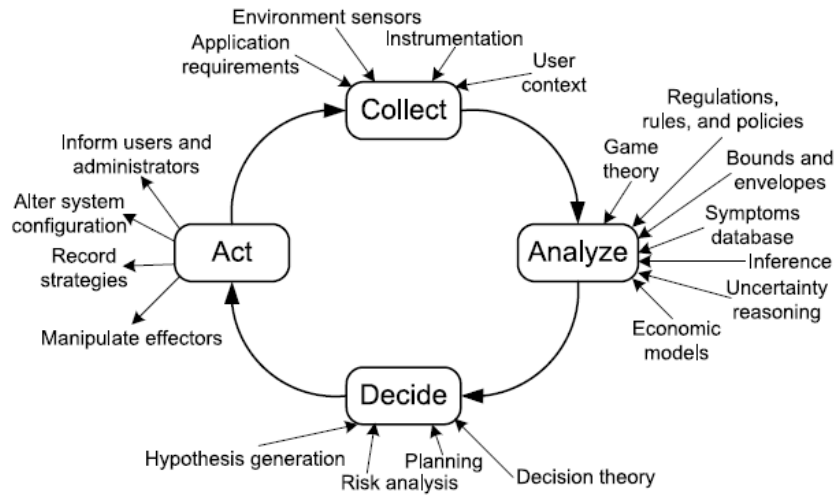 Environment sensors
Application
requirements
Instrumentation
User
context
Collect
Regulations,
rules, and policies
Game
theory
Bounds and
envelopes
Symptoms
database
Inference
Uncertainty
reasoning
Economic
models
Analyze
Decide
Hypothesis generation
Risk analysis
Planning
Decision theory
Act
Inform users and
administrators
Alter system
configuration
Record
strategies
Manipulate effectors